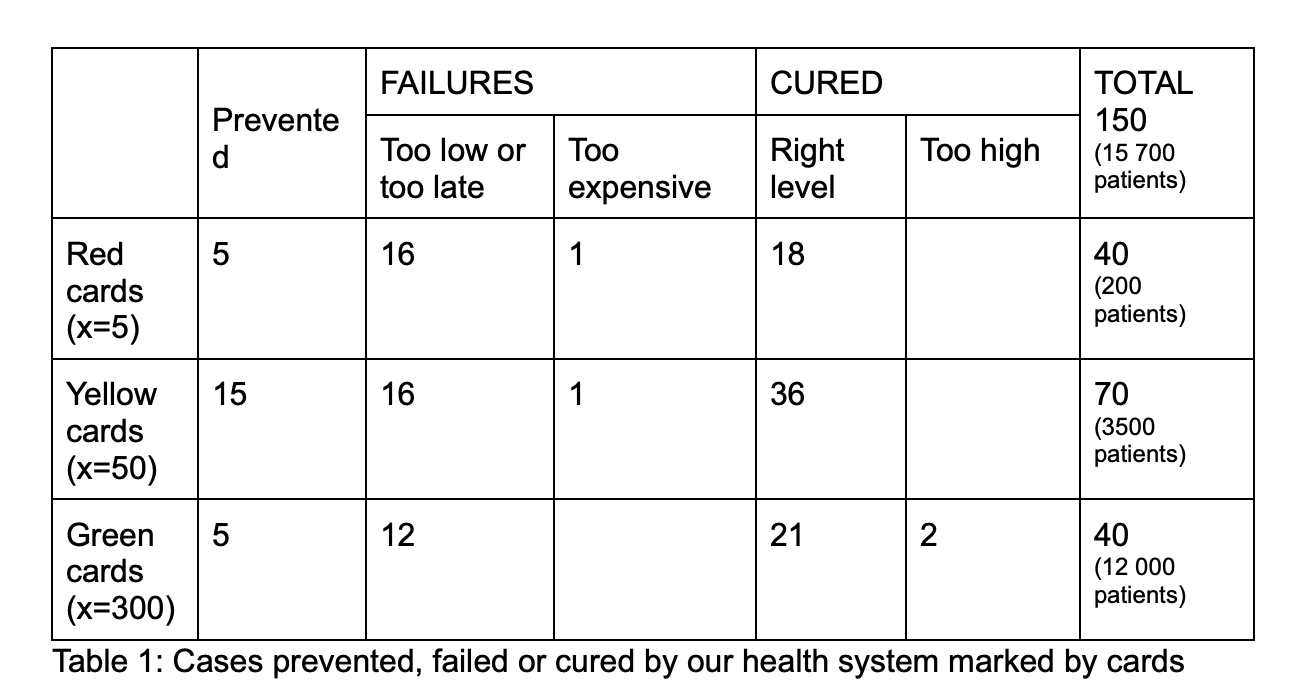 FAILURES
CURED
TOTAL
150
(15 700
patients)
Prevente
d
Too low or
too late
Too
expensive
Right
level
Too high
Red
cards
(x=5)
5
16
1
18
40
(200
patients)
Yellow
cards
(x=50)
15
16
1
36
70
(3500
patients)
Green
cards
(x=300)
5
12
21
2
40
(12 000
patients)
Table 1: Cases prevented, failed or cured by our health system marked by cards